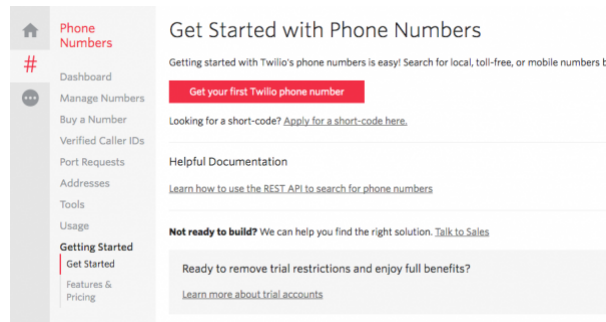 Phone
Numbers
Dashboard
Manage Numbers
Buy a Number
Verified Caller IDs
Port Requests
Addresses
Tools
Usage
Getting Started
Get Started
Features &
Pricing
Get Started with Phone Numbers
Getting started with Twilio's phone numbers is easy! Search for local, toll-free, or mobile numbers b
Get your first Twilio phone number
Looking for a short-code? Apply for a short-code here.
Helpful Documentation
Learn how to use the REST API to search for phone numbers
Not ready to build? We can help you find the right solution. Talk to Sales
Ready to remove trial restrictions and enjoy full benefits?
Learn more about trial accounts